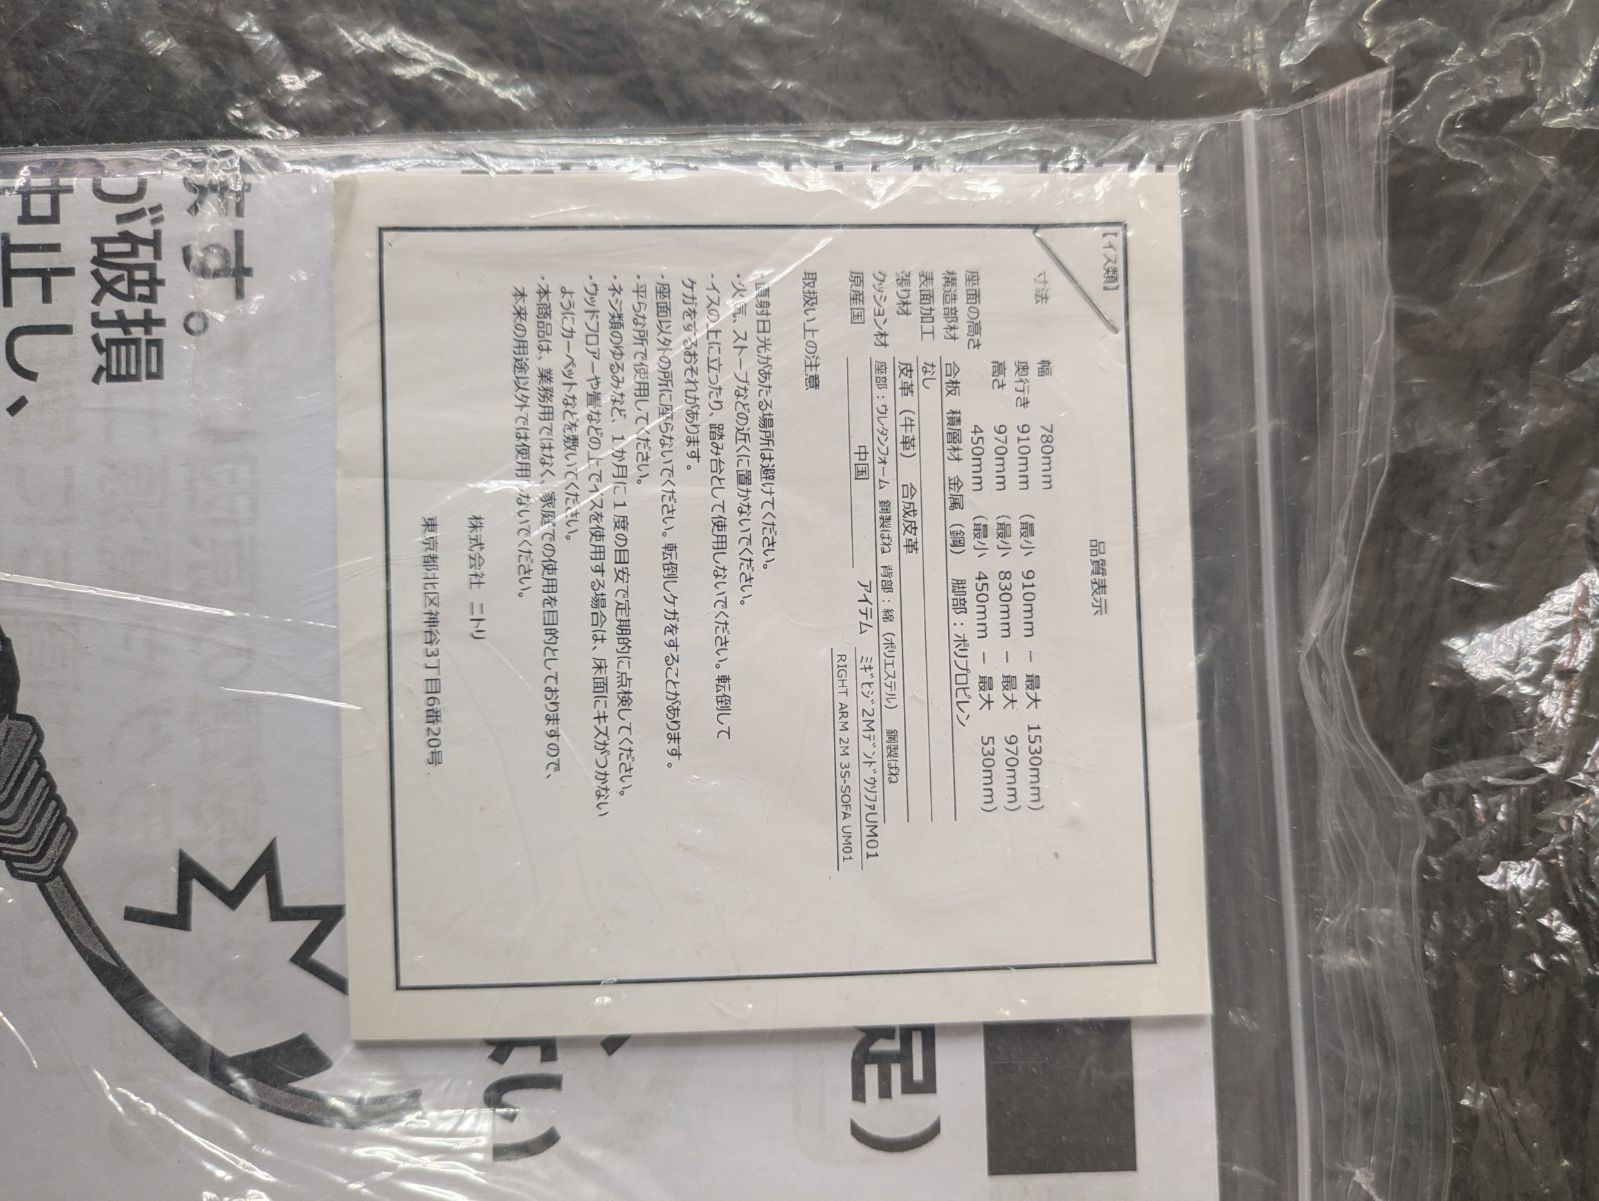 【イス類】
品質表示
寸法 幅 780mm
奥行き 910mm （最小 910mm － 最大 1530mm）
高さ 970mm （最小 830mm － 最大 970mm）
座面の高さ 450mm （最小 450mm － 最大 530mm）
構造部材 合板 積層材 金属（鋼） 脚部：ポリプロピレン
表面加工 なし
張り材 皮革（牛革） 合成皮革
クッション材 座部：ウレタンフォーム 鋼製ばね 背部：綿（ポリエステル） 鋼製ばね
原産国 中国 アイテム ミギヒジ2MデンドウソファUM01
RIGHT ARM 2M 3S-SOFA UM01
取扱い上の注意
・直射日光があたる場所は避けてください。
・火気、ストーブなどの近くに置かないでください。
・イスの上に立ったり、踏み台として使用しないでください。転倒して
ケガをするおそれがあります。
・座面以外の所に座らないでください。転倒しケガをすることがあります。
・平らな所で使用してください。
・ネジ類のゆるみなど、1か月に1度の目安で定期的に点検してください。
・ウッドフロアーや畳などの上でイスを使用する場合は、床面にキズがつかない
ようにカーペットなどを敷いてください。
・本商品は、業務用ではなく、家庭での使用を目的としておりますので、
本来の用途以外では使用しないでください。
株式会社 ニトリ
東京都北区神谷3丁目6番20号
ます。
が破損
中止し、
足）